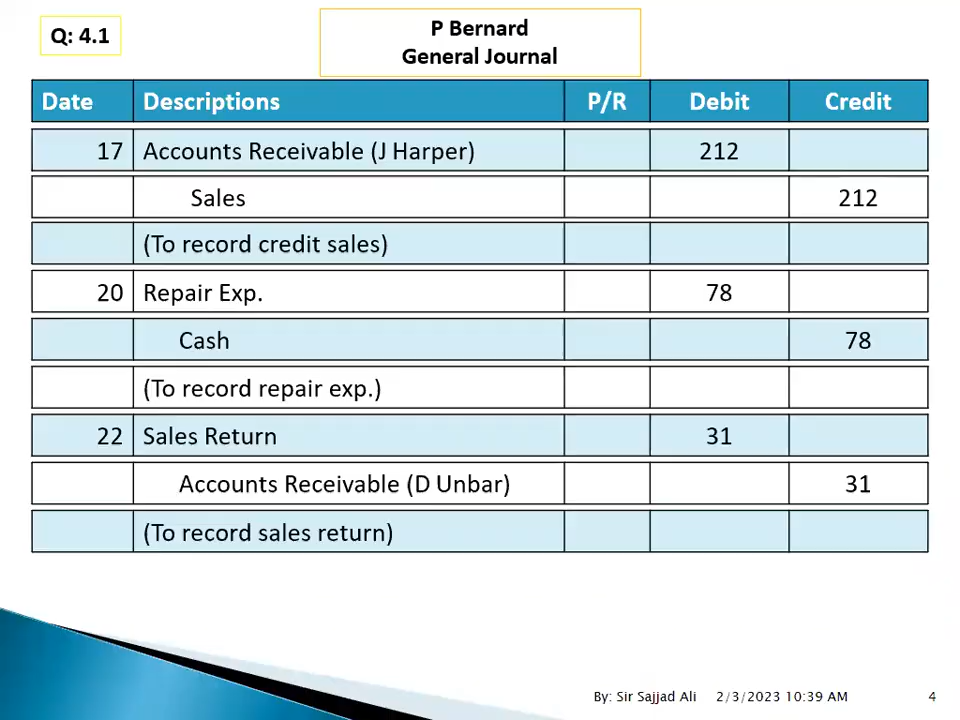 Q: 4.1
P Bernard
General Journal
Date Descriptions P/R Debit Credit
17 Accounts Receivable (J Harper) 212
Sales 212
(To record credit sales)
20 Repair Exp. 78
Cash 78
(To record repair exp.)
22 Sales Return 31
Accounts Receivable (D Unbar) 31
(To record sales return)
By: Sir Sajjad Ali 2/3/2023 10:39 AM 4